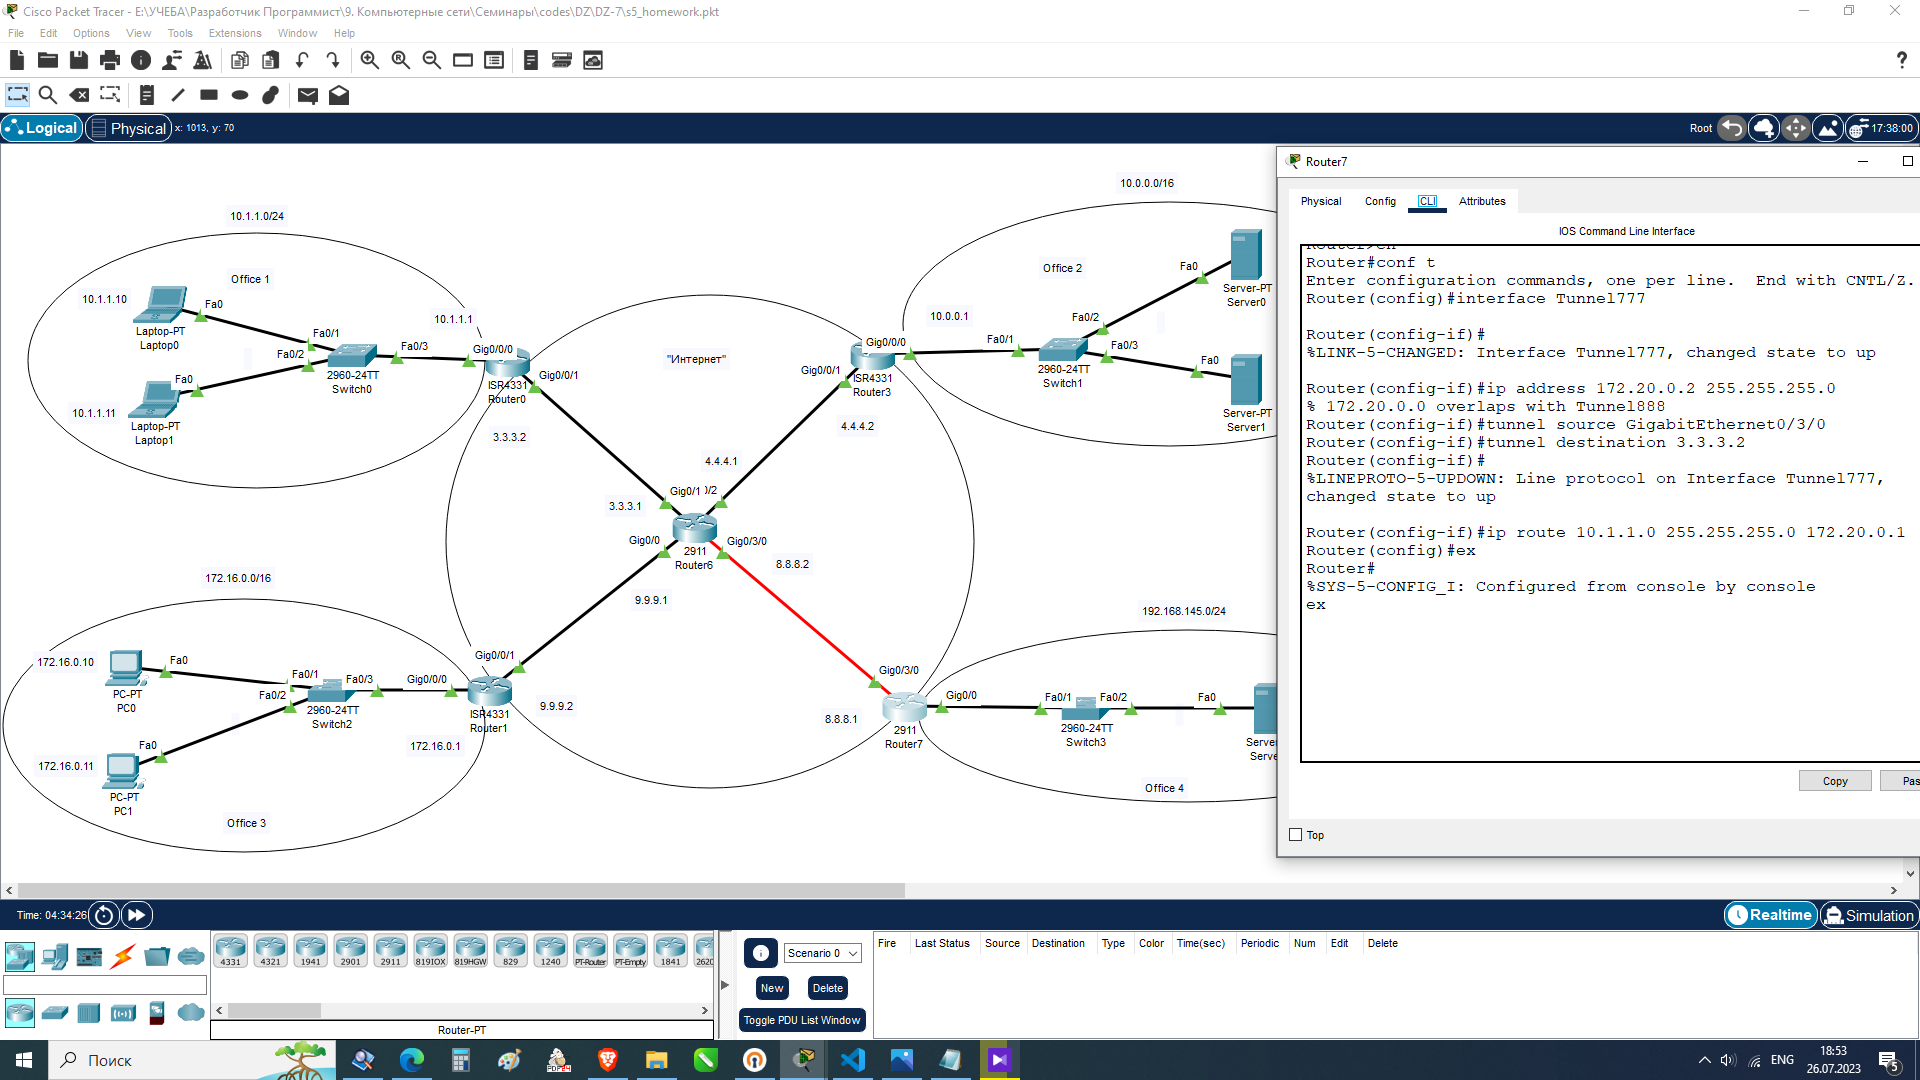 Cisco Packet Tracer - E:\УЧЕБА\Разработчик Программист\9. Компьютерные сети\Семинары\codes\DZ\DZ-7\s5_homework.pkt
File Edit Options View Tools Extensions Window Help
Logical
Physical
x: 1013, y: 70
Root
17:38:00
10.1.1.0/24
Office 1
10.1.1.10
Fa0
Laptop-PT
Laptop0
Fa0/1
Fa0/2
Fa0/3
2960-24TT
Switch0
Fa0
10.1.1.11
Laptop-PT
Laptop1
10.1.1.1
Gig0/0/0
Gig0/0/1
ISR4331
Router0
3.3.3.2
"Интернет"
10.0.0.0/16
Office 2
10.0.0.1
Gig0/0/0
Gig0/0/1
ISR4331
Router3
4.4.4.2
Fa0/1
Fa0/2
Fa0/3
2960-24TT
Switch1
Fa0
Server-PT
Server0
Fa0
Server-PT
Server1
4.4.4.1
Gig0/1
0/2
3.3.3.1
Gig0/0
2911
Router6
Gig0/3/0
8.8.8.2
9.9.9.1
172.16.0.0/16
172.16.0.10
Fa0
PC-PT
PC0
Fa0/1
Fa0/2
Fa0/3
2960-24TT
Switch2
Gig0/0/0
Gig0/0/1
ISR4331
Router1
9.9.9.2
172.16.0.1
Fa0
172.16.0.11
PC-PT
PC1
Office 3
192.168.145.0/24
Gig0/3/0
Gig0/0
8.8.8.1
2911
Router7
Fa0/1
Fa0/2
2960-24TT
Switch3
Fa0
Server
Serve
Office 4
Router7
Physical Config CLI Attributes
IOS Command Line Interface
Router>en
Router#conf t
Enter configuration commands, one per line.  End with CNTL/Z.
Router(config)#interface Tunnel777
Router(config-if)#
%LINK-5-CHANGED: Interface Tunnel777, changed state to up
Router(config-if)#ip address 172.20.0.2 255.255.255.0
% 172.20.0.0 overlaps with Tunnel888
Router(config-if)#tunnel source GigabitEthernet0/3/0
Router(config-if)#tunnel destination 3.3.3.2
Router(config-if)#
%LINEPROTO-5-UPDOWN: Line protocol on Interface Tunnel777,
changed state to up
Router(config-if)#ip route 10.1.1.0 255.255.255.0 172.20.0.1
Router(config)#ex
Router#
%SYS-5-CONFIG_I: Configured from console by console
ex
Copy
Pas
Top
Time: 04:34:26
Realtime
Simulation
4331 4321 1941 2901 2911 819IOX 819HGW 829 1240 PT-Router PT-Empty 1841 2620
Router-PT
Scenario 0
New
Delete
Toggle PDU List Window
Fire Last Status Source Destination Type Color Time(sec) Periodic Num Edit Delete
Поиск
ENG
18:53
26.07.2023
5